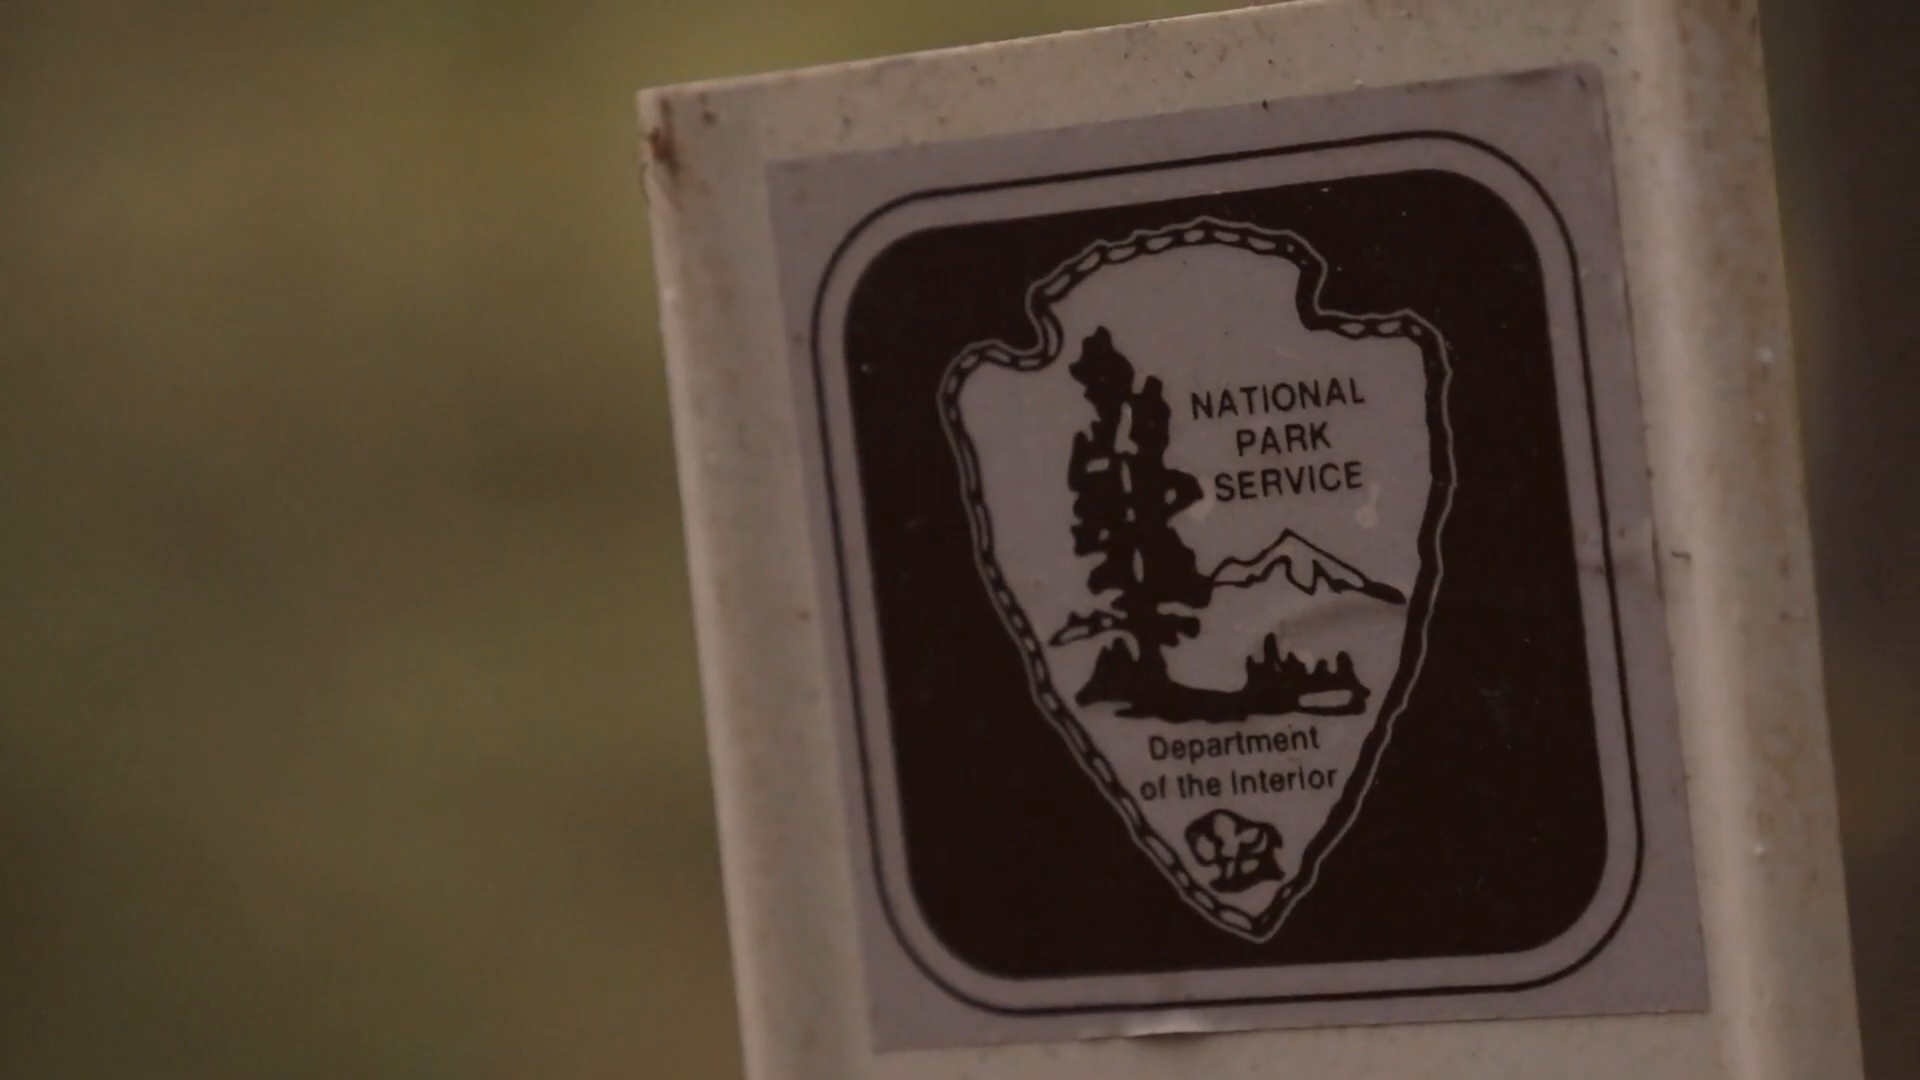 NATIONAL
PARK
SERVICE
Department
of the Interior